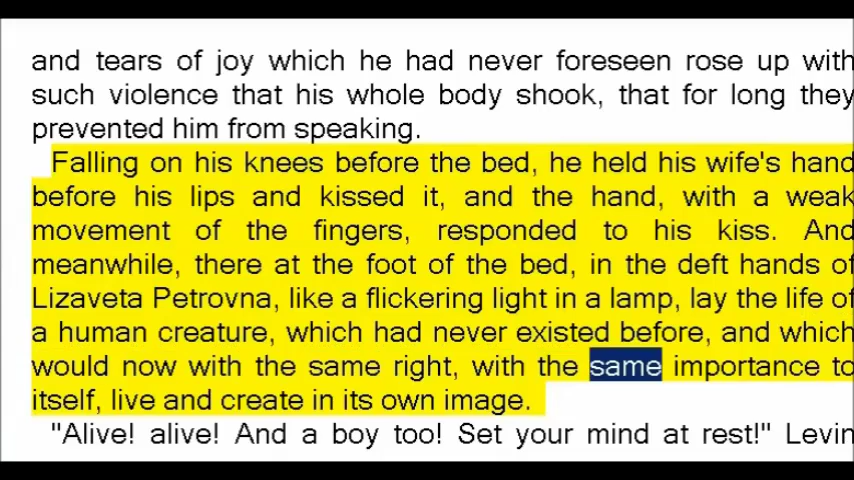 and tears of joy which he had never foreseen rose up with
such violence that his whole body shook, that for long they
prevented him from speaking.
Falling on his knees before the bed, he held his wife's hand
before his lips and kissed it, and the hand, with a weak
movement of the fingers, responded to his kiss. And
meanwhile, there at the foot of the bed, in the deft hands of
Lizaveta Petrovna, like a flickering light in a lamp, lay the life of
a human creature, which had never existed before, and which
would now with the same right, with the same importance to
itself, live and create in its own image.
"Alive! alive! And a boy too! Set your mind at rest!" Levin